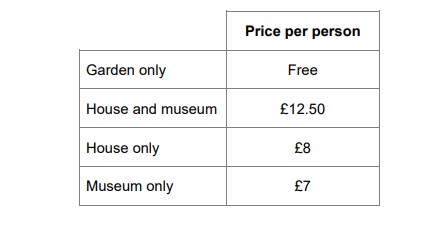 Price per person
Garden only Free
House and museum £12.50
House only £8
Museum only £7